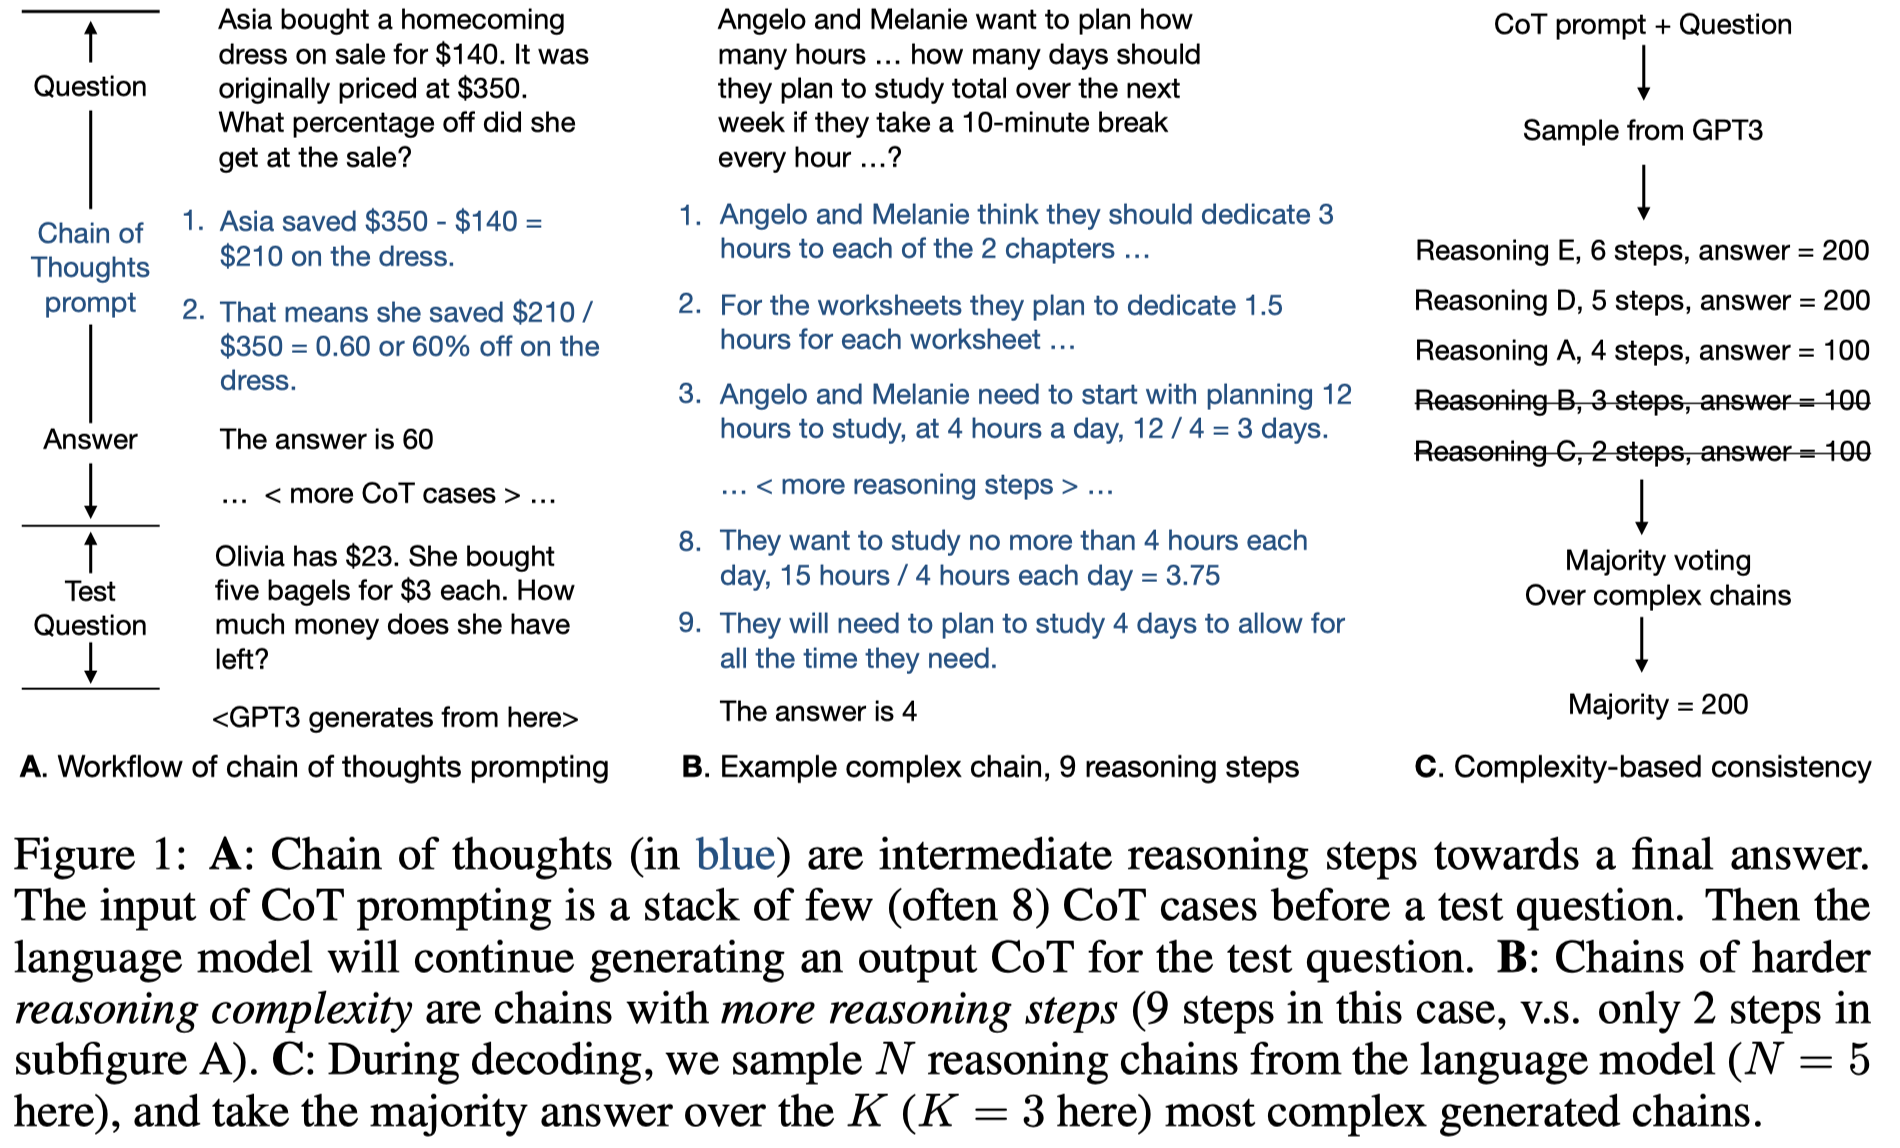 Question
Chain of
Thoughts
prompt
Answer
Test
Question
Asia bought a homecoming
dress on sale for $140. It was
originally priced at $350.
What percentage off did she
get at the sale?
1. Asia saved $350 - $140 =
$210 on the dress.
2. That means she saved $210 /
$350 = 0.60 or 60% off on the
dress.
The answer is 60
... < more CoT cases > ...
Olivia has $23. She bought
five bagels for $3 each. How
much money does she have
left?
<GPT3 generates from here>
A. Workflow of chain of thoughts prompting
Angelo and Melanie want to plan how
many hours ... how many days should
they plan to study total over the next
week if they take a 10-minute break
every hour ...?
1. Angelo and Melanie think they should dedicate 3
hours to each of the 2 chapters ...
2. For the worksheets they plan to dedicate 1.5
hours for each worksheet ...
3. Angelo and Melanie need to start with planning 12
hours to study, at 4 hours a day, 12 / 4 = 3 days.
... < more reasoning steps > ...
8. They want to study no more than 4 hours each
day, 15 hours / 4 hours each day = 3.75
9. They will need to plan to study 4 days to allow for
all the time they need.
The answer is 4
B. Example complex chain, 9 reasoning steps
CoT prompt + Question
Sample from GPT3
Reasoning E, 6 steps, answer = 200
Reasoning D, 5 steps, answer = 200
Reasoning A, 4 steps, answer = 100
Reasoning B, 3 steps, answer = 100
Reasoning C, 2 steps, answer = 100
Majority voting
Over complex chains
Majority = 200
C. Complexity-based consistency
Figure 1: A: Chain of thoughts (in blue) are intermediate reasoning steps towards a final answer.
The input of CoT prompting is a stack of few (often 8) CoT cases before a test question. Then the
language model will continue generating an output CoT for the test question. B: Chains of harder
reasoning complexity are chains with more reasoning steps (9 steps in this case, v.s. only 2 steps in
subfigure A). C: During decoding, we sample N reasoning chains from the language model (N = 5
here), and take the majority answer over the K (K = 3 here) most complex generated chains.